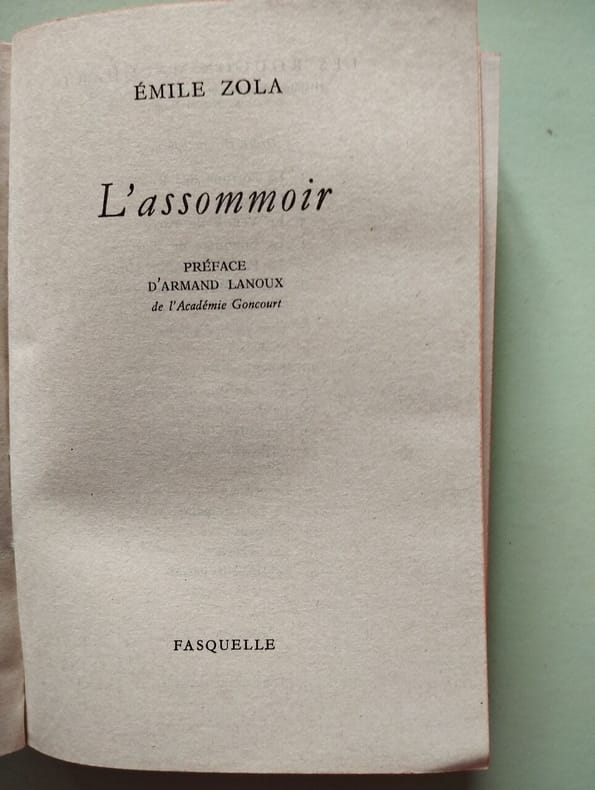 ÉMILE ZOLA
L'assommoir
PRÉFACE
D'ARMAND LANOUX
de l'Académie Goncourt
FASQUELLE